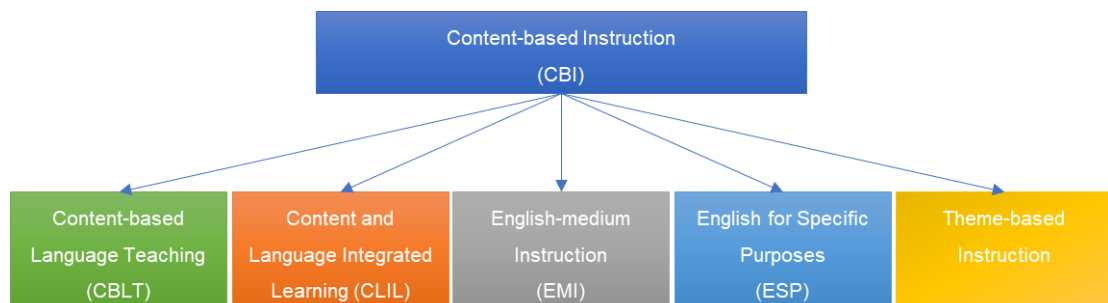 Content-based Instruction
(CBI)
Content-based
Language Teaching
(CBLT)
Content and
Language Integrated
Learning (CLIL)
English-medium
Instruction
(EMI)
English for Specific
Purposes
(ESP)
Theme-based
Instruction